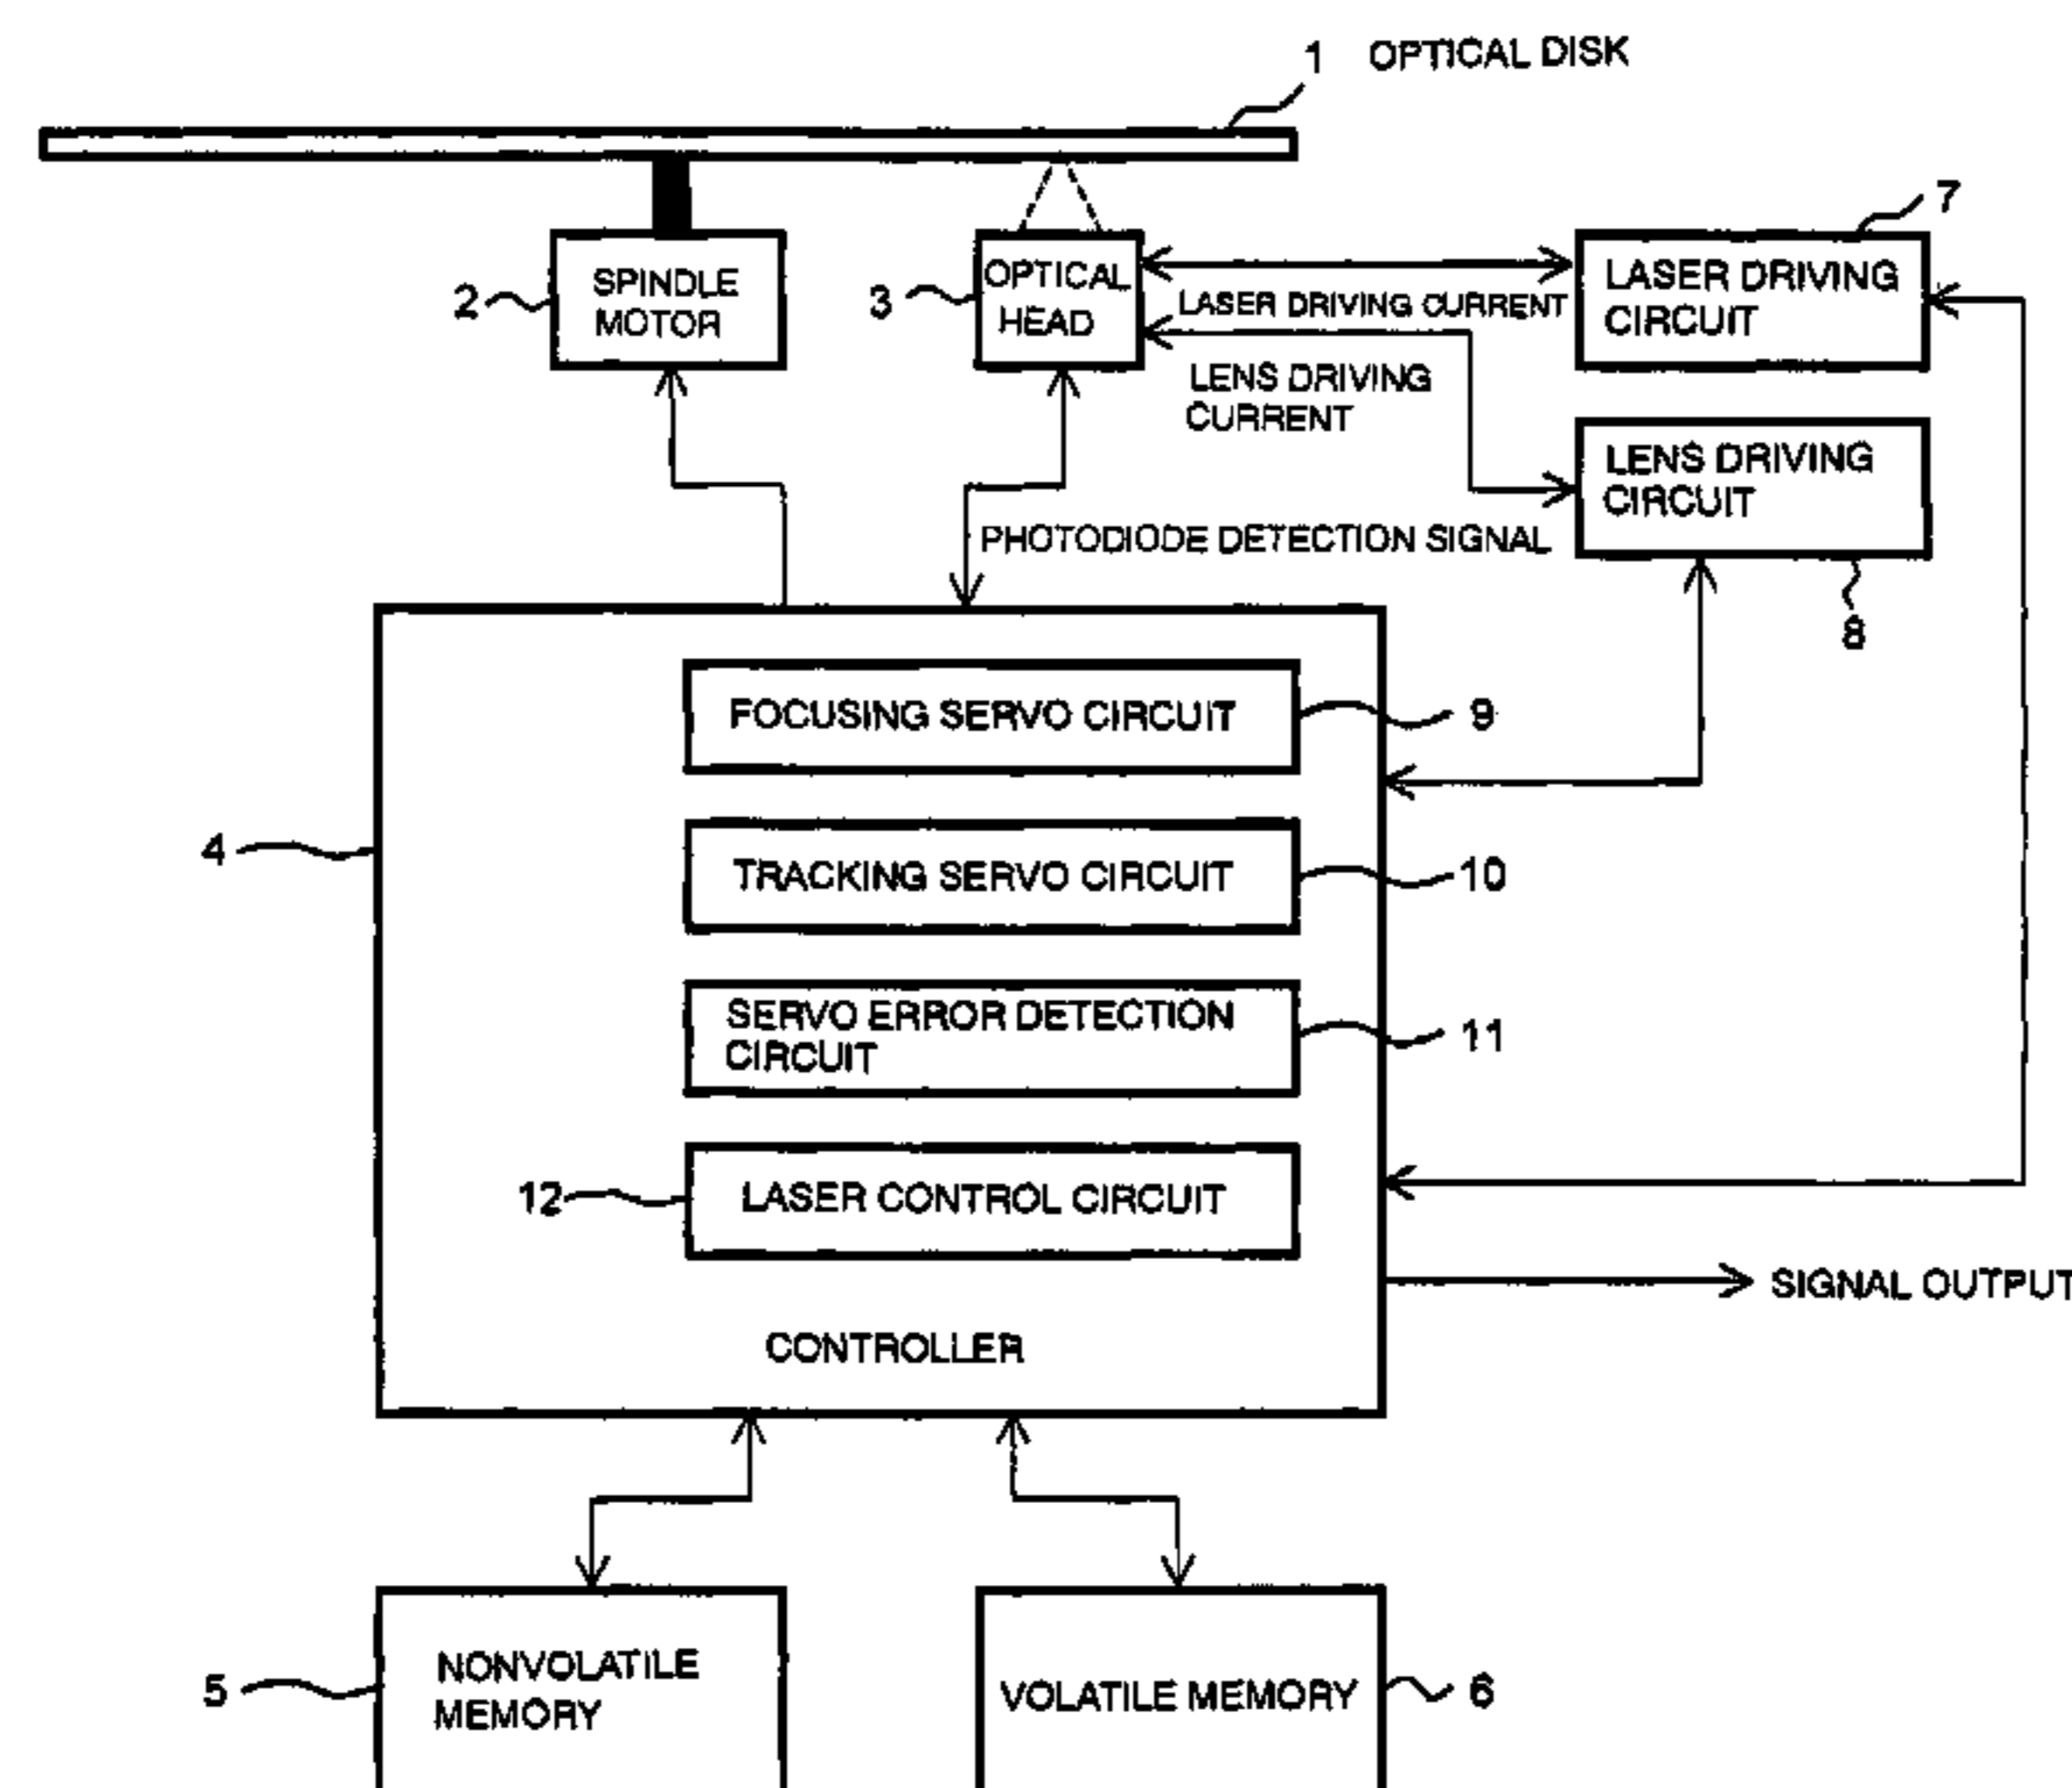 1 OPTICAL DISK
7
2
SPINDLE
MOTOR
3
OPTICAL
HEAD
LASER DRIVING CURRENT
LASER DRIVING
CIRCUIT
LENS DRIVING
CURRENT
LENS DRIVING
CIRCUIT
PHOTODIODE DETECTION SIGNAL
8
FOCUSING SERVO CIRCUIT
9
4
TRACKING SERVO CIRCUIT
10
SERVO ERROR DETECTION
CIRCUIT
11
12
LASER CONTROL CIRCUIT
SIGNAL OUTPUT
CONTROLLER
5
NONVOLATILE
MEMORY
VOLATILE MEMORY
6